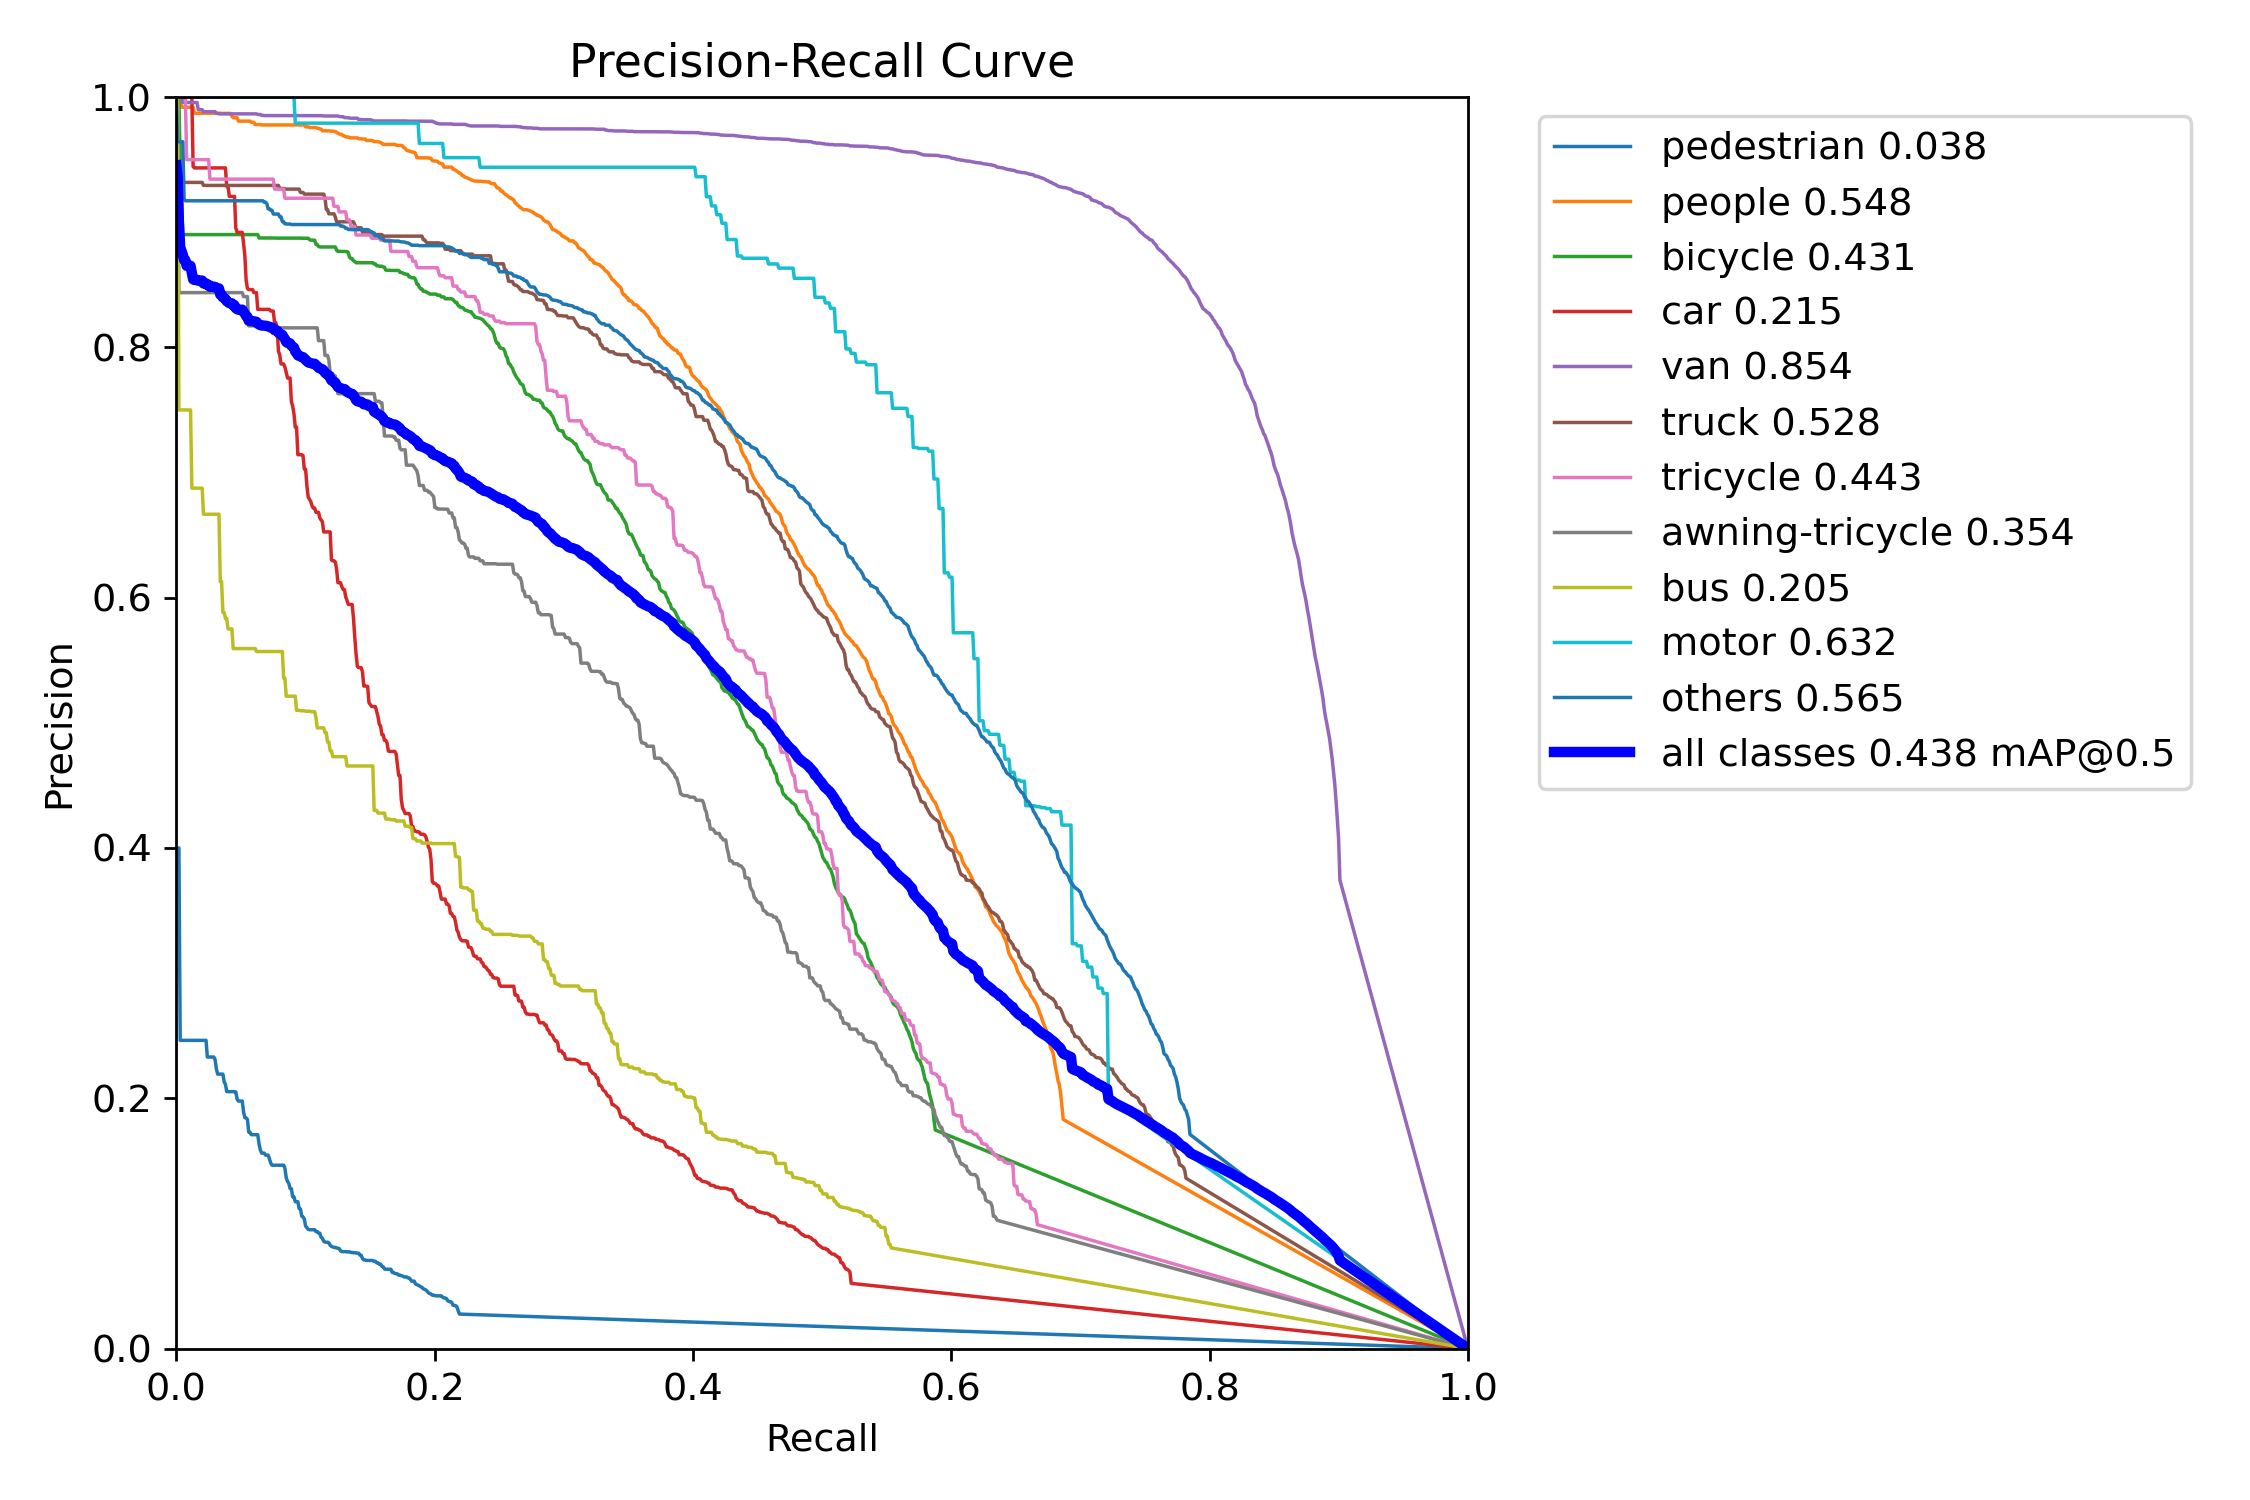 Precision-Recall Curve
1.0
0.8
0.6
0.4
0.2
0.0
Precision
0.0 0.2 0.4 0.6 0.8 1.0
Recall
pedestrian 0.038
people 0.548
bicycle 0.431
car 0.215
van 0.854
truck 0.528
tricycle 0.443
awning-tricycle 0.354
bus 0.205
motor 0.632
others 0.565
all classes 0.438 mAP@0.5